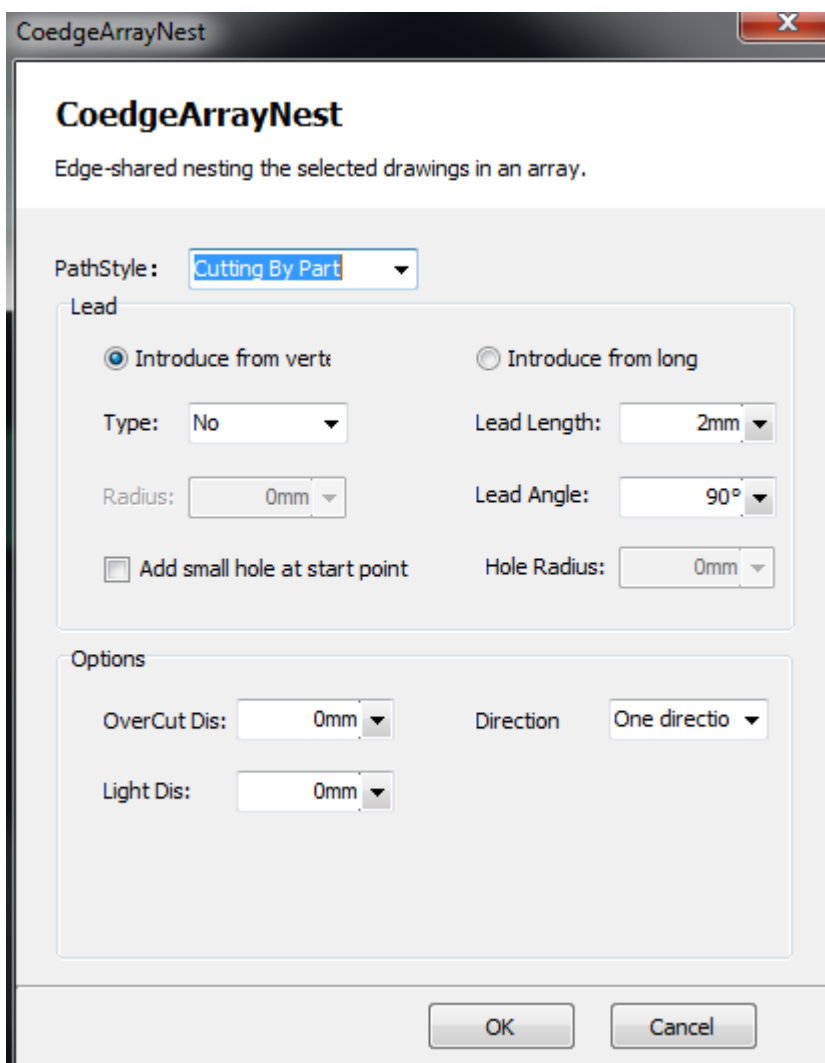 CoedgeArrayNest
CoedgeArrayNest
Edge-shared nesting the selected drawings in an array.
PathStyle: Cutting By Part
Lead
Introduce from verte Introduce from long
Type: No Lead Length: 2mm
Radius: 0mm Lead Angle: 90°
Add small hole at start point Hole Radius: 0mm
Options
OverCut Dis: 0mm Direction One directio
Light Dis: 0mm
OK Cancel